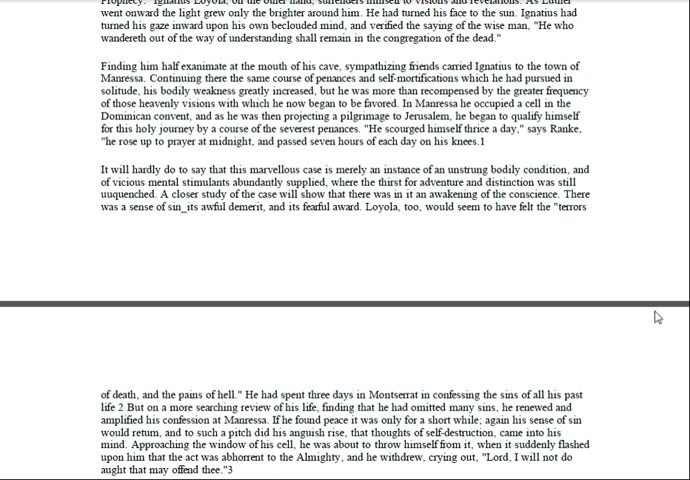 Prophecy." Ignatius Loyola, on the other hand, surrenders himself to visions and revelations. As Luther
went onward the light grew only the brighter around him. He had turned his face to the sun. Ignatius had
turned his gaze inward upon his own beclouded mind, and verified the saying of the wise man, "He who
wandereth out of the way of understanding shall remain in the congregation of the dead."
Finding him half exanimate at the mouth of his cave, sympathizing friends carried Ignatius to the town of
Manressa. Continuing there the same course of penances and self-mortifications which he had pursued in
solitude, his bodily weakness greatly increased, but he was more than recompensed by the greater frequency
of those heavenly visions with which he now began to be favored. In Manressa he occupied a cell in the
Dominican convent, and as he was then projecting a pilgrimage to Jerusalem, he began to qualify himself
for this holy journey by a course of the severest penances. "He scourged himself thrice a day," says Ranke,
"he rose up to prayer at midnight, and passed seven hours of each day on his knees.1
It will hardly do to say that this marvellous case is merely an instance of an unstrung bodily condition, and
of vicious mental stimulants abundantly supplied, where the thirst for adventure and distinction was still
uuquenched. A closer study of the case will show that there was in it an awakening of the conscience. There
was a sense of sin_its awful demerit, and its fearful award. Loyola, too, would seem to have felt the "terrors
of death, and the pains of hell." He had spent three days in Montserrat in confessing the sins of all his past
life 2 But on a more searching review of his life, finding that he had omitted many sins, he renewed and
amplified his confession at Manressa. If he found peace it was only for a short while; again his sense of sin
would return, and to such a pitch did his anguish rise, that thoughts of self-destruction, came into his
mind. Approaching the window of his cell, he was about to throw himself from it, when it suddenly flashed
upon him that the act was abhorrent to the Almighty, and he withdrew, crying out, "Lord, I will not do
aught that may offend thee."3